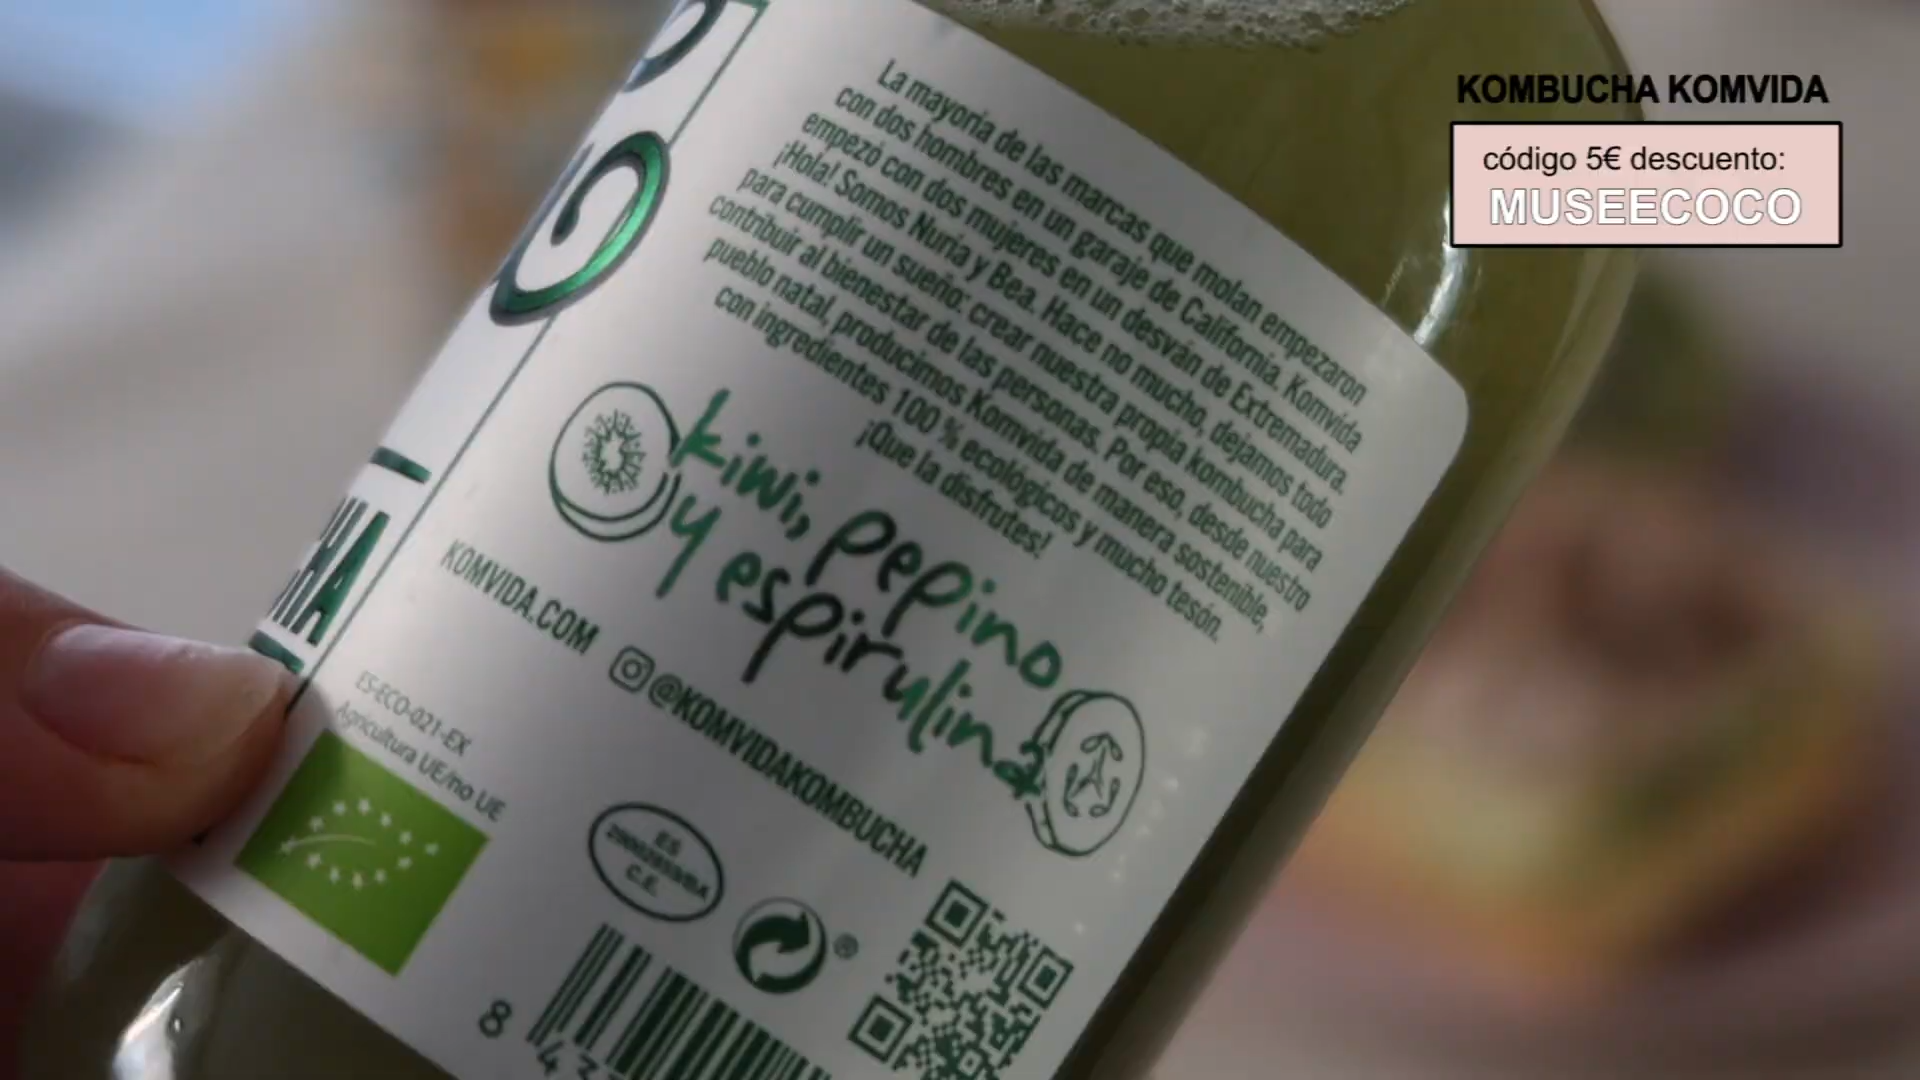 KOMBUCHA KOMVIDA
código 5€ descuento:
MUSEECOCO
La mayoría de las marcas que molan empezaron
con dos hombres en un garaje de California. Komvida
empezó con dos mujeres en un desván de Extremadura.
¡Hola! Somos Nuria y Bea. Hace no mucho, dejamos todo
para cumplir un sueño: crear nuestra propia kombucha para
contribuir al bienestar de las personas. Por eso, desde nuestro
pueblo natal, producimos Komvida de manera sostenible,
con ingredientes 100 % ecológicos y mucho tesón.
¡Que la disfrutes!
kiwi, pepino
y espirulina
KOMVIDA.COM
@KOMVIDAKOMBUCHA
ES-ECO-021-EX
Agricultura UE/no UE
ES
C.E.
®
8